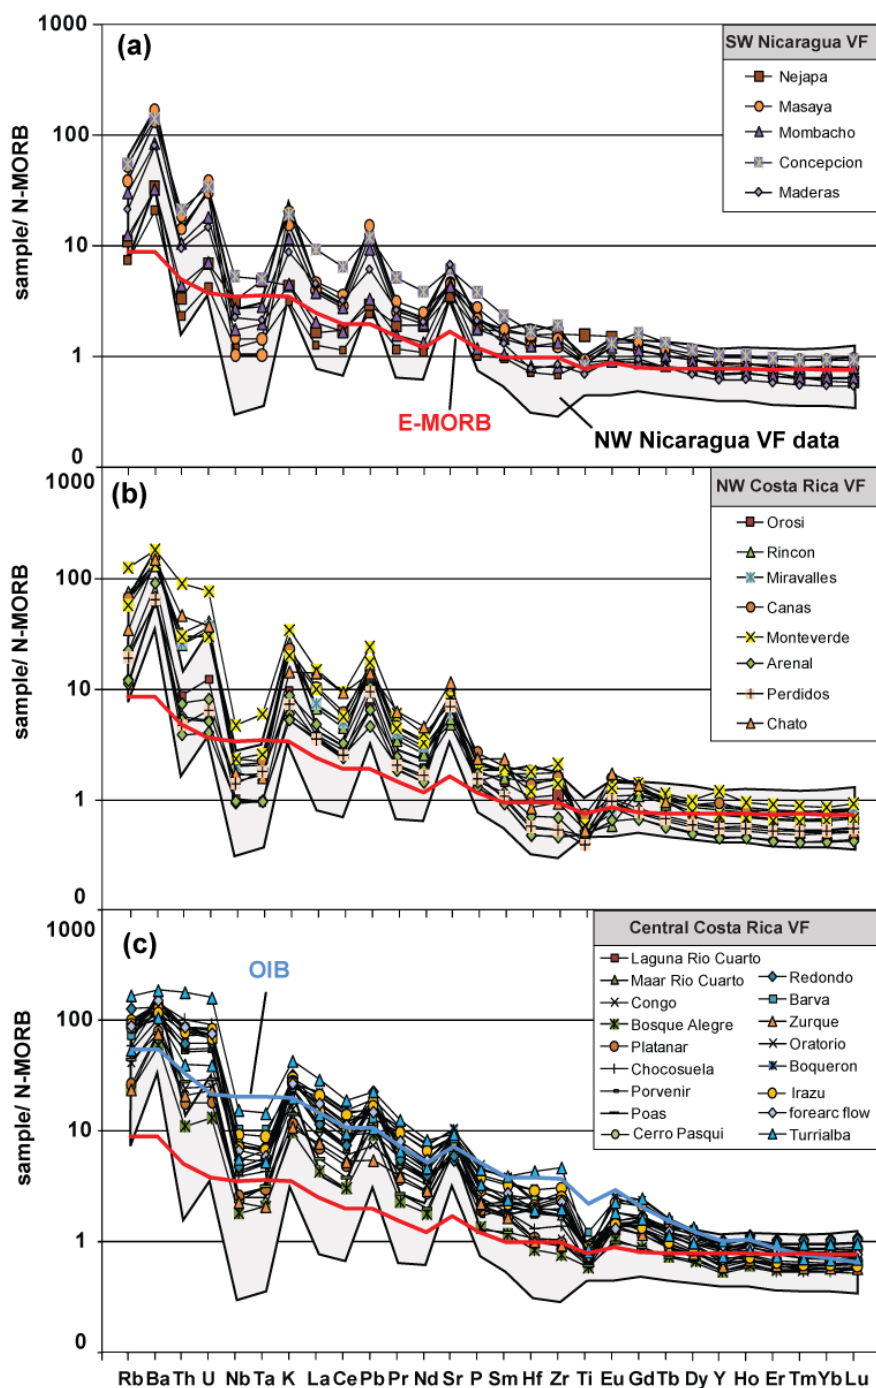 1000
(a)
SW Nicaragua VF
Nejapa
Masaya
Mombacho
Concepcion
Maderas
100
10
1
0
sample/ N-MORB
E-MORB
NW Nicaragua VF data
1000
(b)
NW Costa Rica VF
Orosi
Rincon
Miravalles
Canas
Monteverde
Arenal
Perdidos
Chato
100
10
1
0
sample/ N-MORB
1000
(c)
Central Costa Rica VF
Laguna Rio Cuarto
Maar Rio Cuarto
Congo
Bosque Alegre
Platanar
Chocosuela
Porvenir
Poas
Cerro Pasqui
Redondo
Barva
Zurque
Oratorio
Boqueron
Irazu
forearc flow
Turrialba
OIB
100
10
1
0
sample/ N-MORB
Rb Ba Th U Nb Ta K La Ce Pb Pr Nd Sr P Sm Hf Zr Ti Eu Gd Tb Dy Y Ho Er Tm Yb Lu